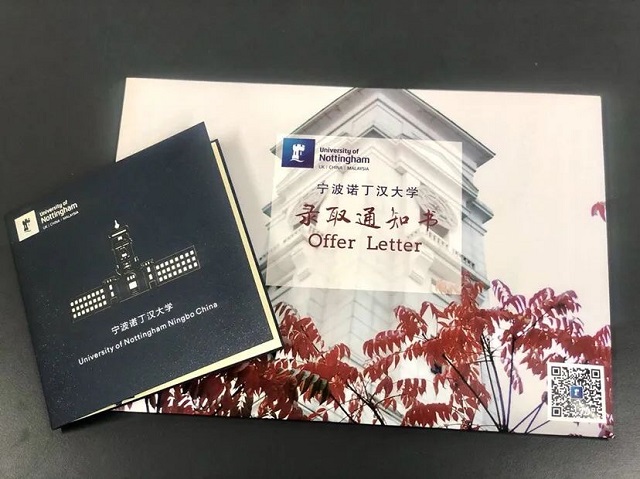 University of
Nottingham
UK | CHINA | MALAYSIA
宁波诺丁汉大学
University of Nottingham Ningbo China
University of
Nottingham
UK | CHINA | MALAYSIA
宁波诺丁汉大学
录取通知书
Offer Letter